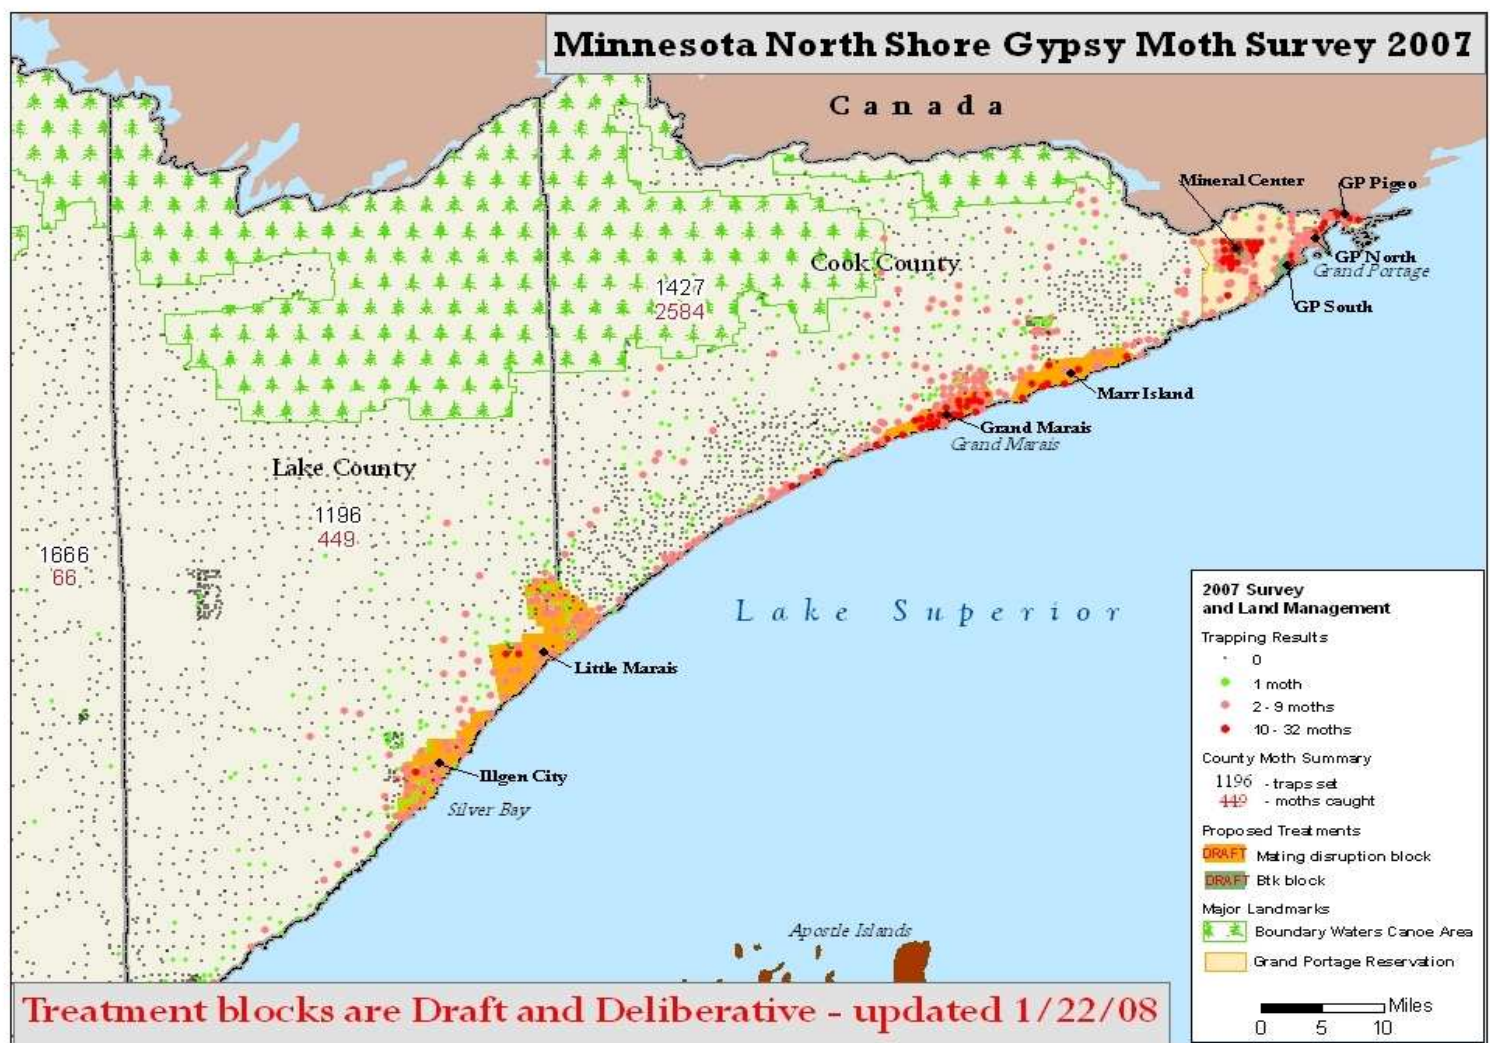 Minnesota North Shore Gypsy Moth Survey 2007
Canada
Mineral Center
GP Pigeo
GP North
Grand Portage
GP South
Cook County
1427
2584
Marr Island
Grand Marais
Grand Marais
Lake County
1196
449
1666
66
Lake Superior
Little Marais
Illgen City
Silver Bay
Apostle Islands
2007 Survey
and Land Management
Trapping Results
0
1 moth
2 - 9 moths
10 - 32 moths
County Moth Summary
1196 - traps set
449 - moths caught
Proposed Treatments
DRAFT Mating disruption block
DRAFT Btk block
Major Landmarks
Boundary Waters Canoe Area
Grand Portage Reservation
Miles
0 5 10
Treatment blocks are Draft and Deliberative - updated 1/22/08